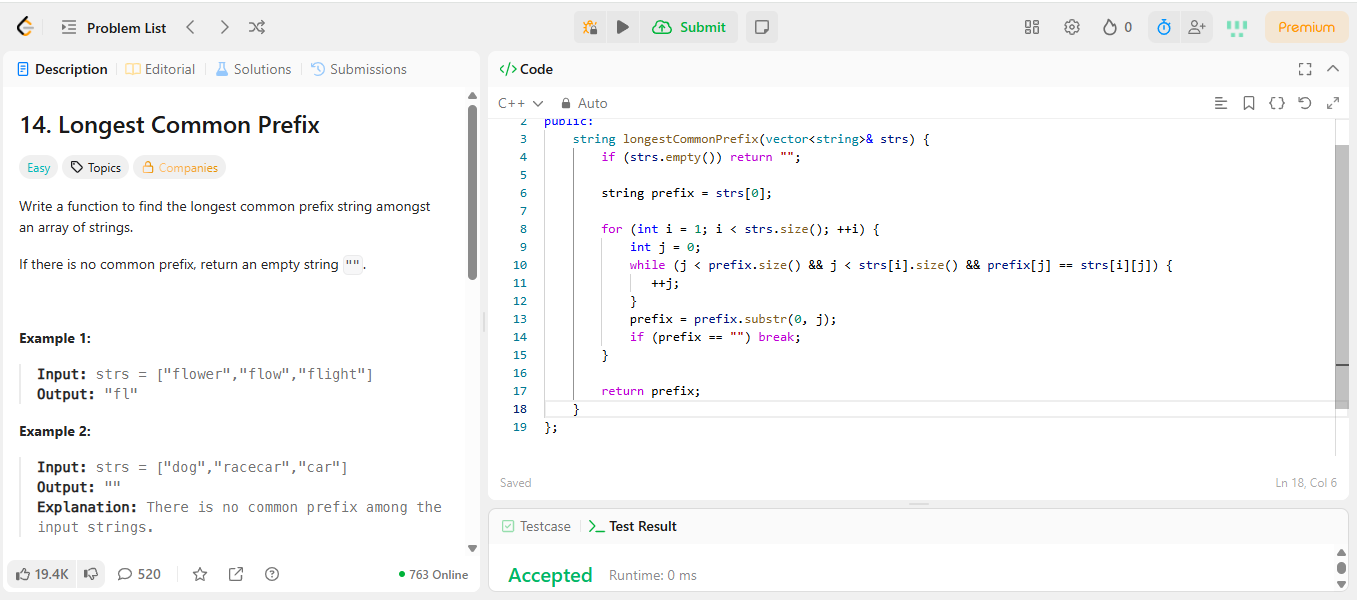 Problem List
Submit
0
Premium
Description
Editorial
Solutions
Submissions
14. Longest Common Prefix
Easy
Topics
Companies
Write a function to find the longest common prefix string amongst
an array of strings.
If there is no common prefix, return an empty string "".
Example 1:
Input: strs = ["flower","flow","flight"]
Output: "fl"
Example 2:
Input: strs = ["dog","racecar","car"]
Output: ""
Explanation: There is no common prefix among the
input strings.
19.4K
520
763 Online
</> Code
C++
Auto
2 public:
3 string longestCommonPrefix(vector<string>& strs) {
4 if (strs.empty()) return "";
5
6 string prefix = strs[0];
7
8 for (int i = 1; i < strs.size(); ++i) {
9 int j = 0;
10 while (j < prefix.size() && j < strs[i].size() && prefix[j] == strs[i][j]) {
11 ++j;
12 }
13 prefix = prefix.substr(0, j);
14 if (prefix == "") break;
15 }
16
17 return prefix;
18 }
19 };
Saved
Ln 18, Col 6
Testcase
>_ Test Result
Accepted
Runtime: 0 ms